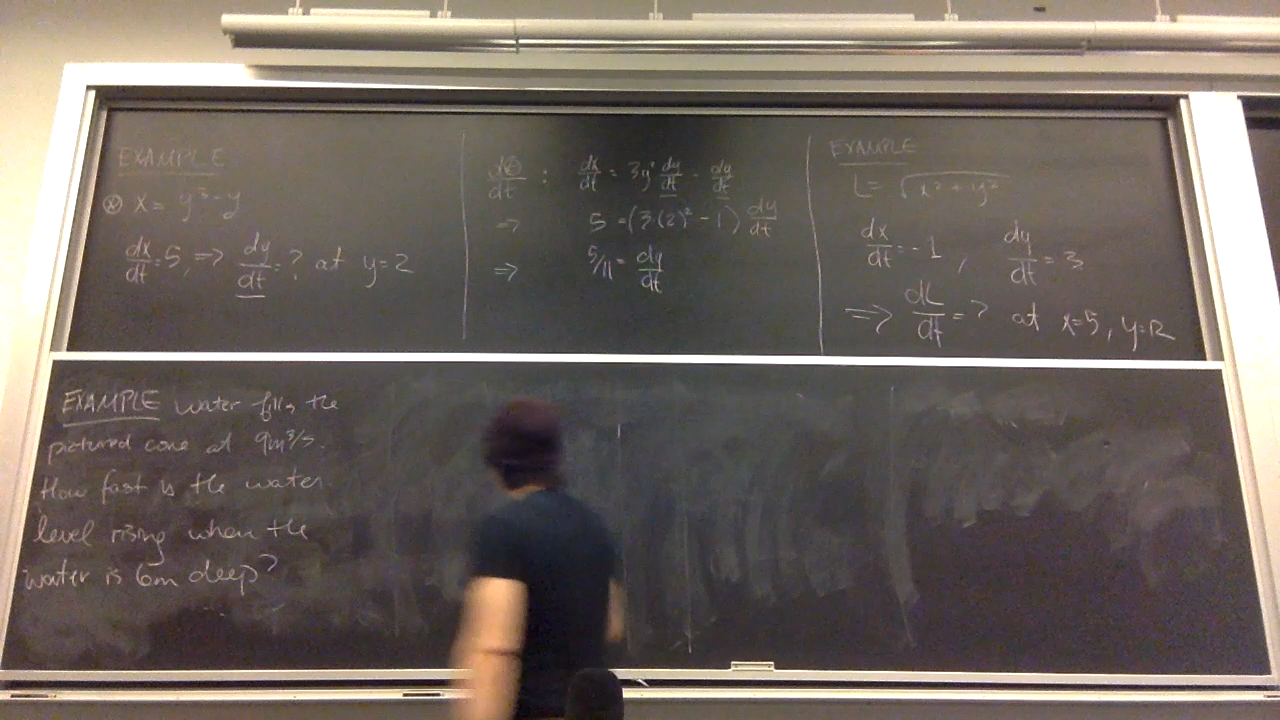 EXAMPLE
⊛ x = y³-y
dx/dt = 5, => dy/dt = ? at y=2
d⊛/dt : dx/dt = 3y² dy/dt - dy/dt
=> 5 = (3(2)² - 1) dy/dt
=> 5/11 = dy/dt
EXAMPLE
L = √x² + y²
dx/dt = -1, dy/dt = 3
=> dL/dt = ? at x=5, y=12
EXAMPLE Water fills the
pictured cone at 9m³/s.
How fast is the water
level rising when the
water is 6m deep?